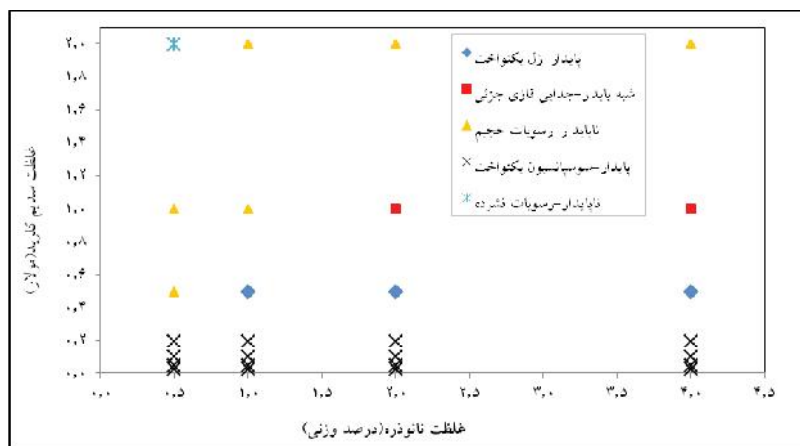 ۲٫۰
۱٫۸
۱٫۶
۱٫۴
۱٫۲
۱٫۰
۰٫۸
۰٫۶
۰٫۴
۰٫۲
۰٫۰
غلظت سدیم کلرید(مولار)
پایدار- ژل یکنواخت
شبه پایدار-جدایی فازی جزئی
ناپایدار- رسوبات حجیم
پایدار-سوسپانسیون یکنواخت
ناپایدار-رسوبات فشرده
۰٫۰ ۰٫۵ ۱٫۰ ۱٫۵ ۲٫۰ ۲٫۵ ۳٫۰ ۳٫۵ ۴٫۰ ۴٫۵
غلظت نانوذره(درصد وزنی)